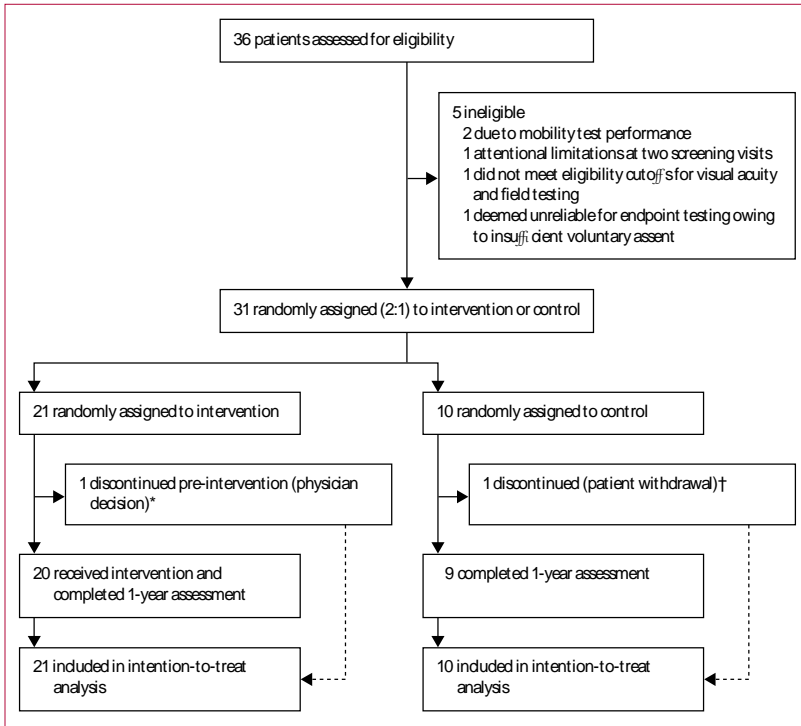 36 patients assessed for eligibility
5 ineligible
2 due to mobility test performance
1 attentional limitations at two screening visits
1 did not meet eligibility cutoffs for visual acuity
and field testing
1 deemed unreliable for endpoint testing owing
to insufficient voluntary assent
31 randomly assigned (2:1) to intervention or control
21 randomly assigned to intervention
10 randomly assigned to control
1 discontinued pre-intervention (physician
decision)*
1 discontinued (patient withdrawal)†
20 received intervention and
completed 1-year assessment
9 completed 1-year assessment
21 included in intention-to-treat
analysis
10 included in intention-to-treat
analysis